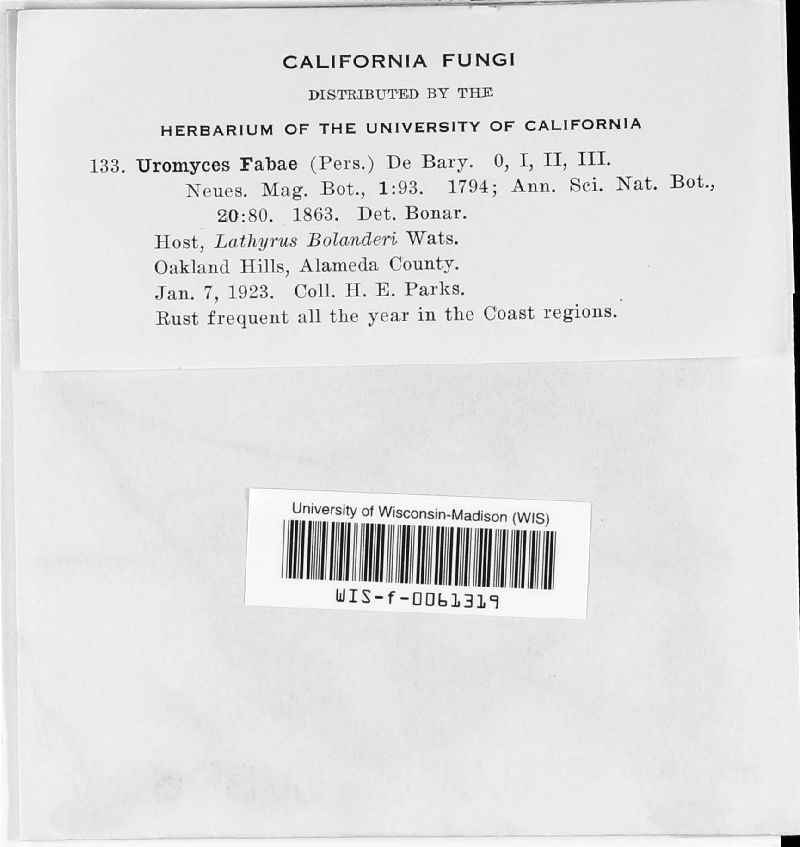 CALIFORNIA FUNGI
DISTRIBUTED BY THE
HERBARIUM OF THE UNIVERSITY OF CALIFORNIA
133. Uromyces Fabae (Pers.) De Bary. 0, I, II, III.
Neues. Mag. Bot., 1:93. 1794; Ann. Sci. Nat. Bot.,
20:80. 1863. Det. Bonar.
Host, Lathyrus Bolanderi Wats.
Oakland Hills, Alameda County.
Jan. 7, 1923. Coll. H. E. Parks.
Rust frequent all the year in the Coast regions.
University of Wisconsin-Madison (WIS)
WIS-f-0061319